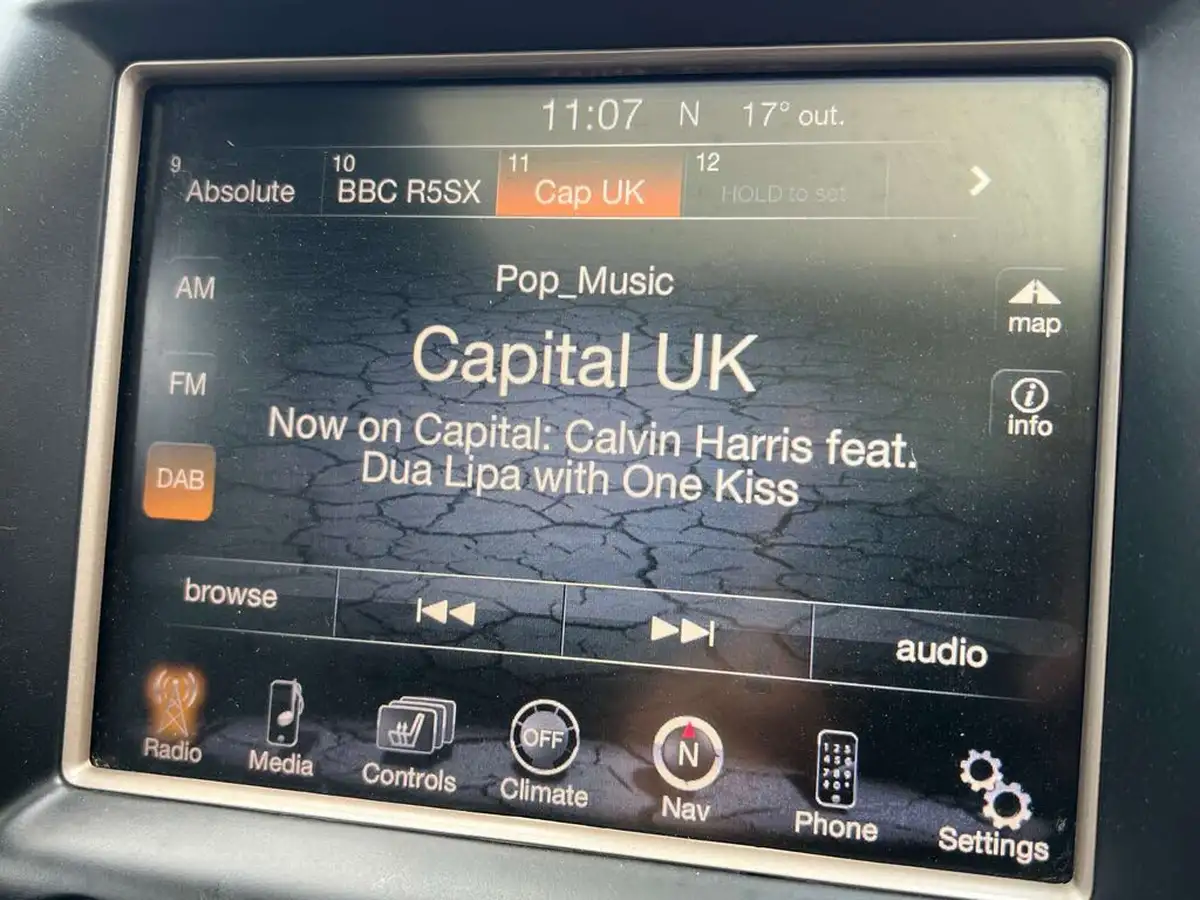 11:07 N 17° out.
9 10 11 12
Absolute BBC R5SX Cap UK HOLD to set
AM
Pop_Music
map
Capital UK
FM
info
Now on Capital: Calvin Harris feat.
Dua Lipa with One Kiss
DAB
browse
audio
OFF
N
Radio Media Controls Climate Nav Phone Settings